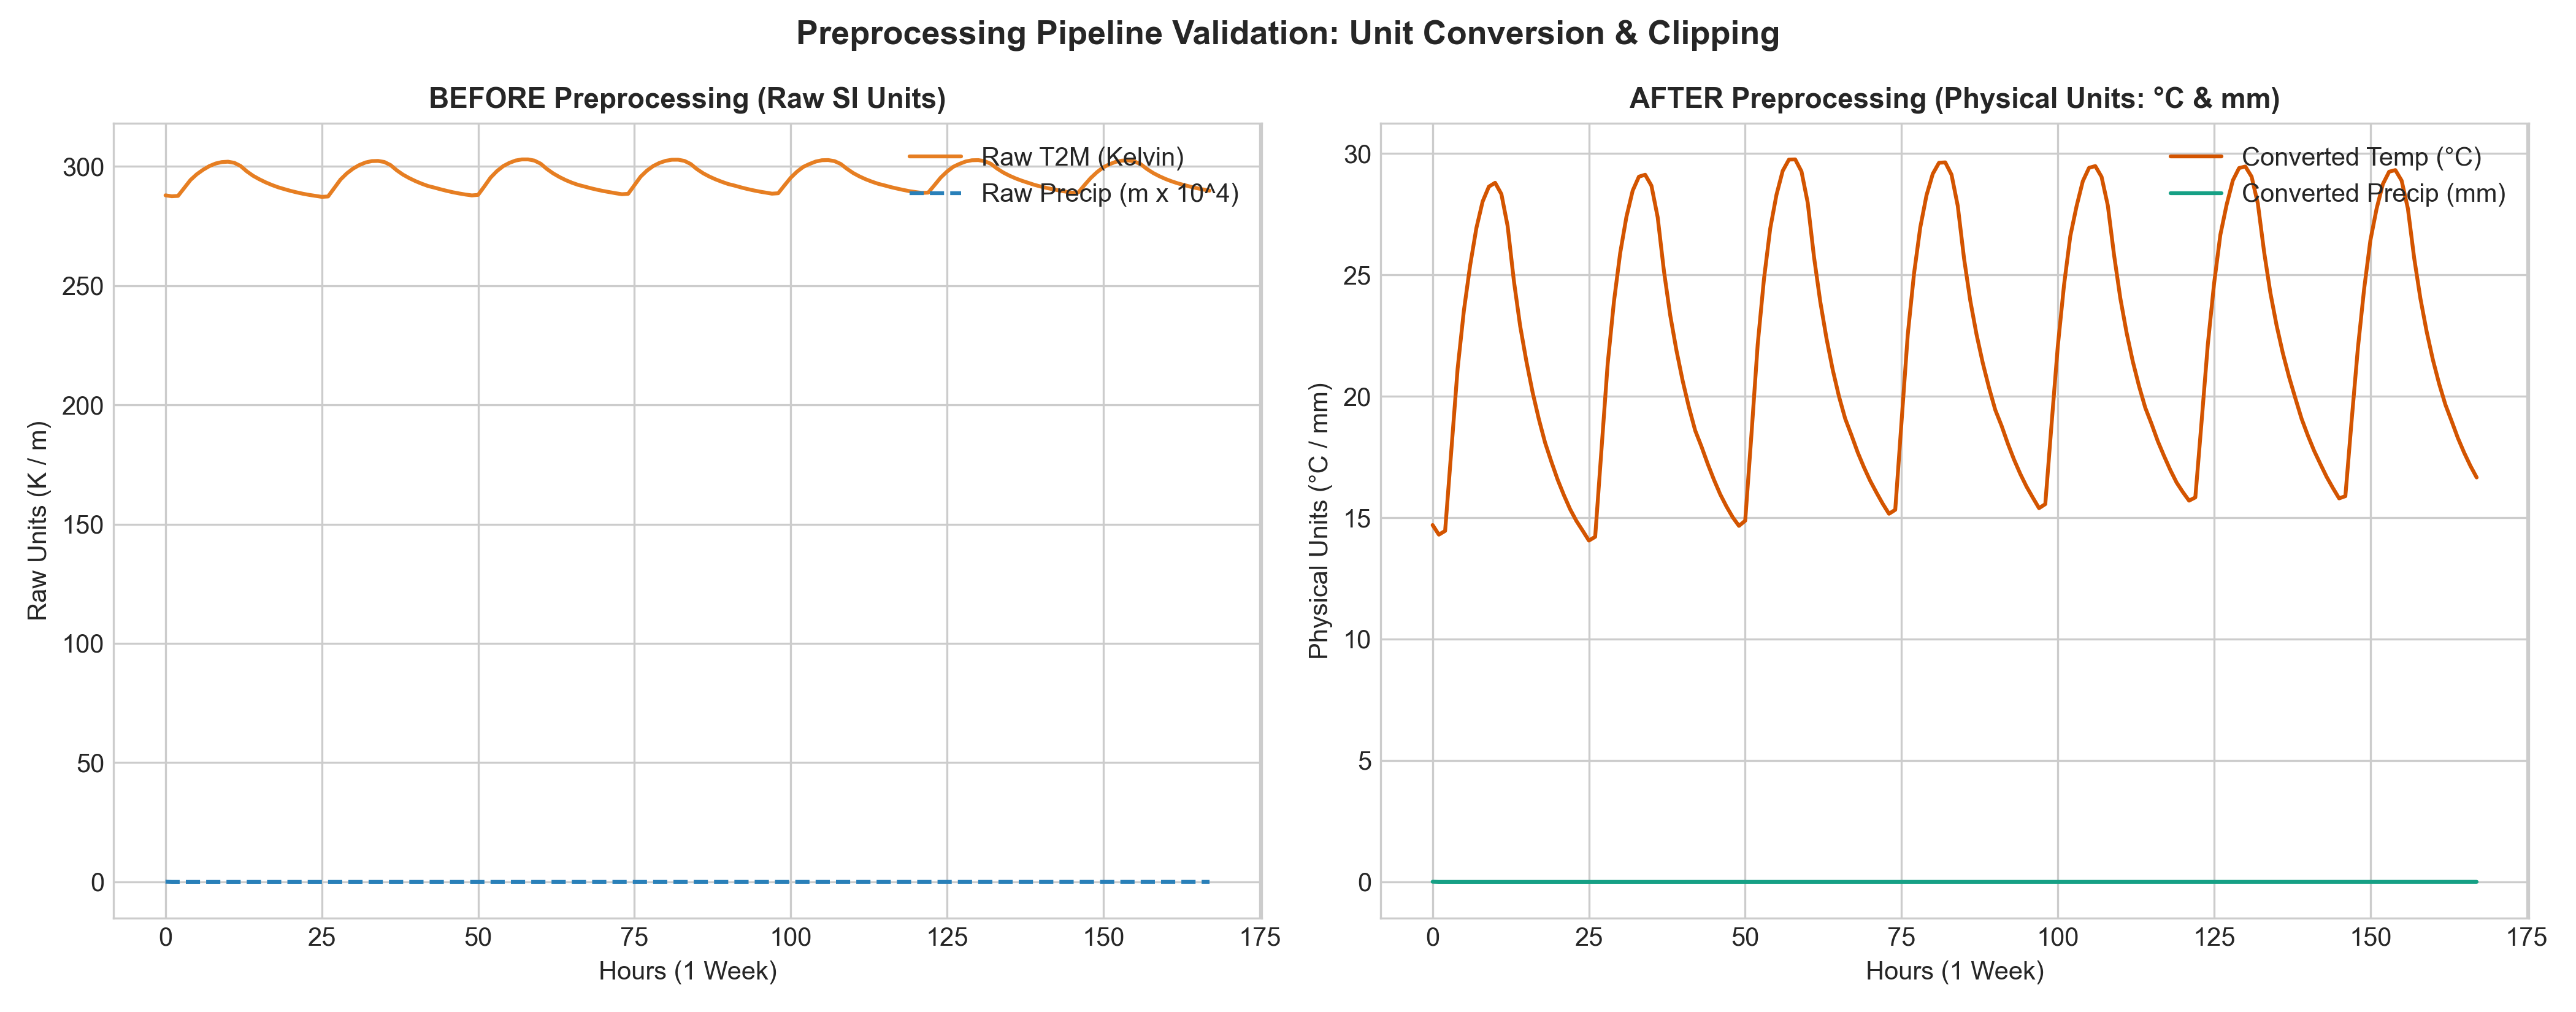 Preprocessing Pipeline Validation: Unit Conversion & Clipping
BEFORE Preprocessing (Raw SI Units)
Raw Units (K / m)
300
250
200
150
100
50
0
Raw T2M (Kelvin)
Raw Precip (m x 10^4)
0 25 50 75 100 125 150 175
Hours (1 Week)
AFTER Preprocessing (Physical Units: °C & mm)
Physical Units (°C / mm)
30
25
20
15
10
5
0
Converted Temp (°C)
Converted Precip (mm)
0 25 50 75 100 125 150 175
Hours (1 Week)